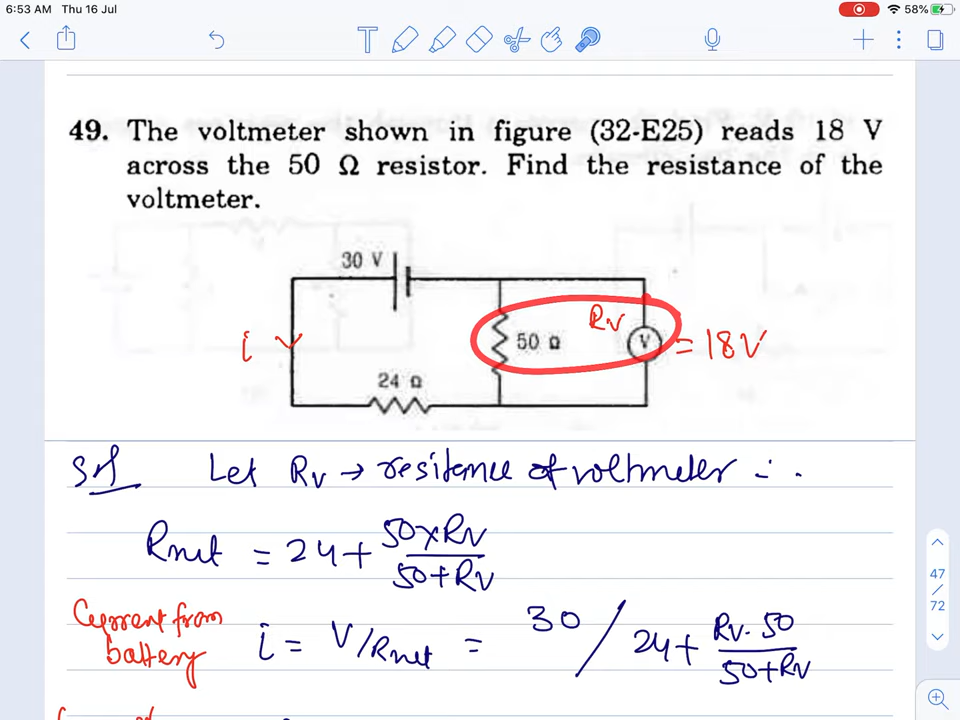 6:53 AM Thu 16 Jul
58%
T
49. The voltmeter shown in figure (32-E25) reads 18 V
across the 50 Ω resistor. Find the resistance of the
voltmeter.
30 V
Rv
i
50 Ω
V
= 18V
24 Ω
Sol Let Rv → resitance of voltmeter :.
Rnet = 24 + 50×Rv / 50+Rv
47
/
72
Current from
battery
i = V/Rnet = 30 / 24 + Rv. 50 / 50+Rv